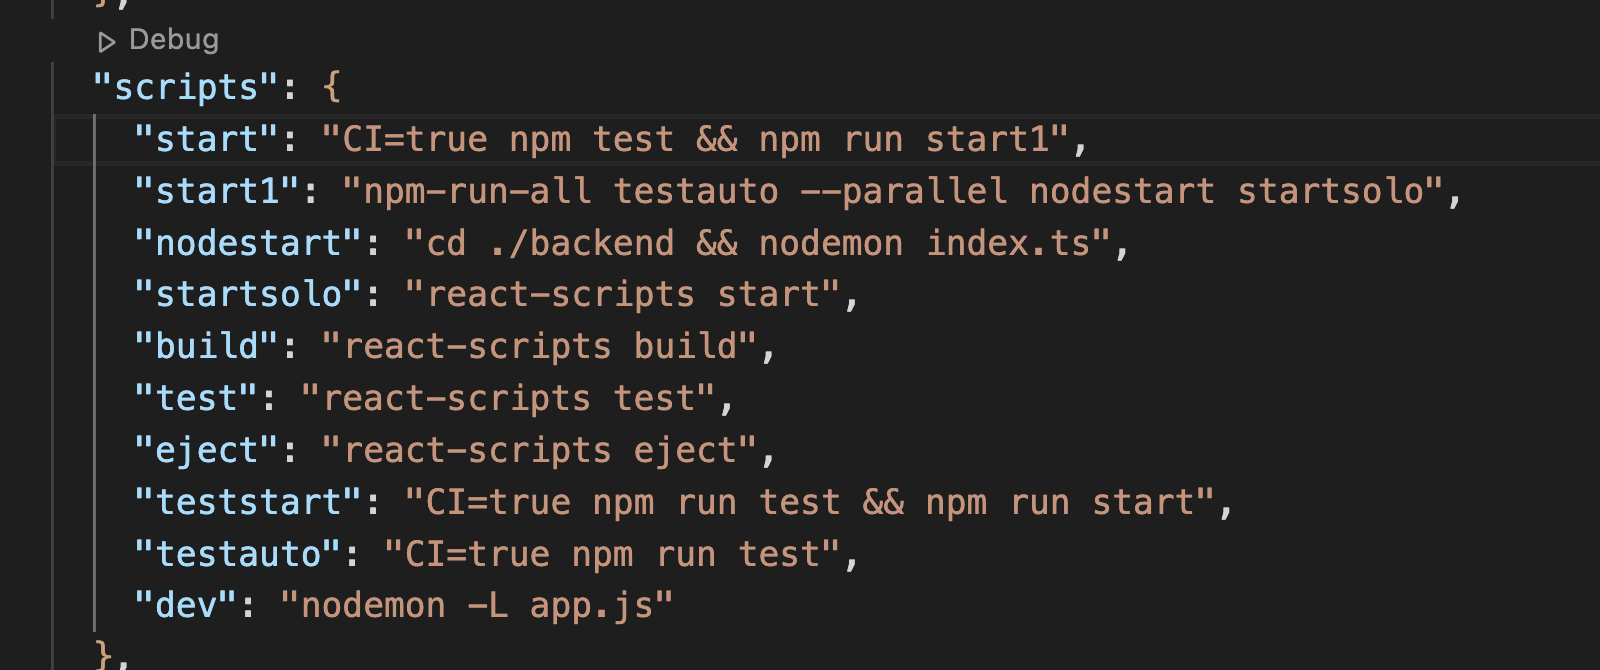 },
Debug
"scripts": {
"start": "CI=true npm test && npm run start1",
"start1": "npm-run-all testauto --parallel nodestart startsolo",
"nodestart": "cd ./backend && nodemon index.ts",
"startsolo": "react-scripts start",
"build": "react-scripts build",
"test": "react-scripts test",
"eject": "react-scripts eject",
"teststart": "CI=true npm run test && npm run start",
"testauto": "CI=true npm run test",
"dev": "nodemon -L app.js"
},